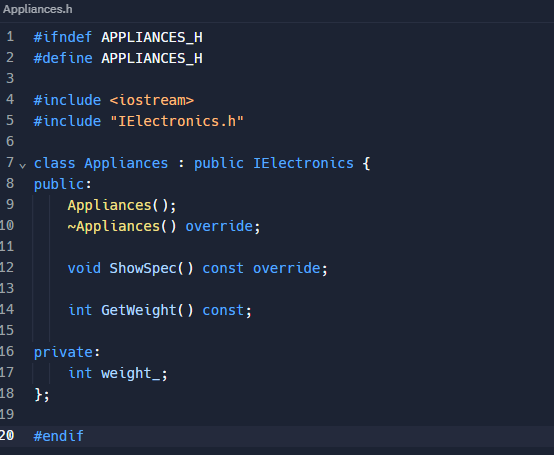 Appliances.h
1 #ifndef APPLIANCES_H
2 #define APPLIANCES_H
3
4 #include <iostream>
5 #include "IElectronics.h"
6
7 class Appliances : public IElectronics {
8 public:
9     Appliances();
10     ~Appliances() override;
11
12     void ShowSpec() const override;
13
14     int GetWeight() const;
15
16 private:
17     int weight_;
18 };
19
20 #endif